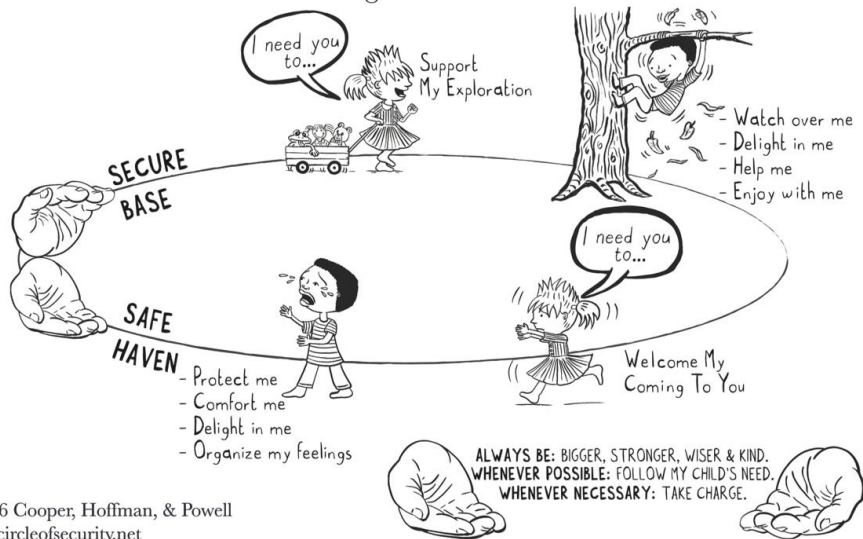 I need you
to...
Support
My Exploration
- Watch over me
- Delight in me
- Help me
- Enjoy with me
SECURE
BASE
I need you
to...
Welcome My
Coming To You
SAFE
HAVEN
- Protect me
- Comfort me
- Delight in me
- Organize my feelings
ALWAYS BE: BIGGER, STRONGER, WISER & KIND.
WHENEVER POSSIBLE: FOLLOW MY CHILD'S NEED.
WHENEVER NECESSARY: TAKE CHARGE.
6 Cooper, Hoffman, & Powell
circleofsecurity.net